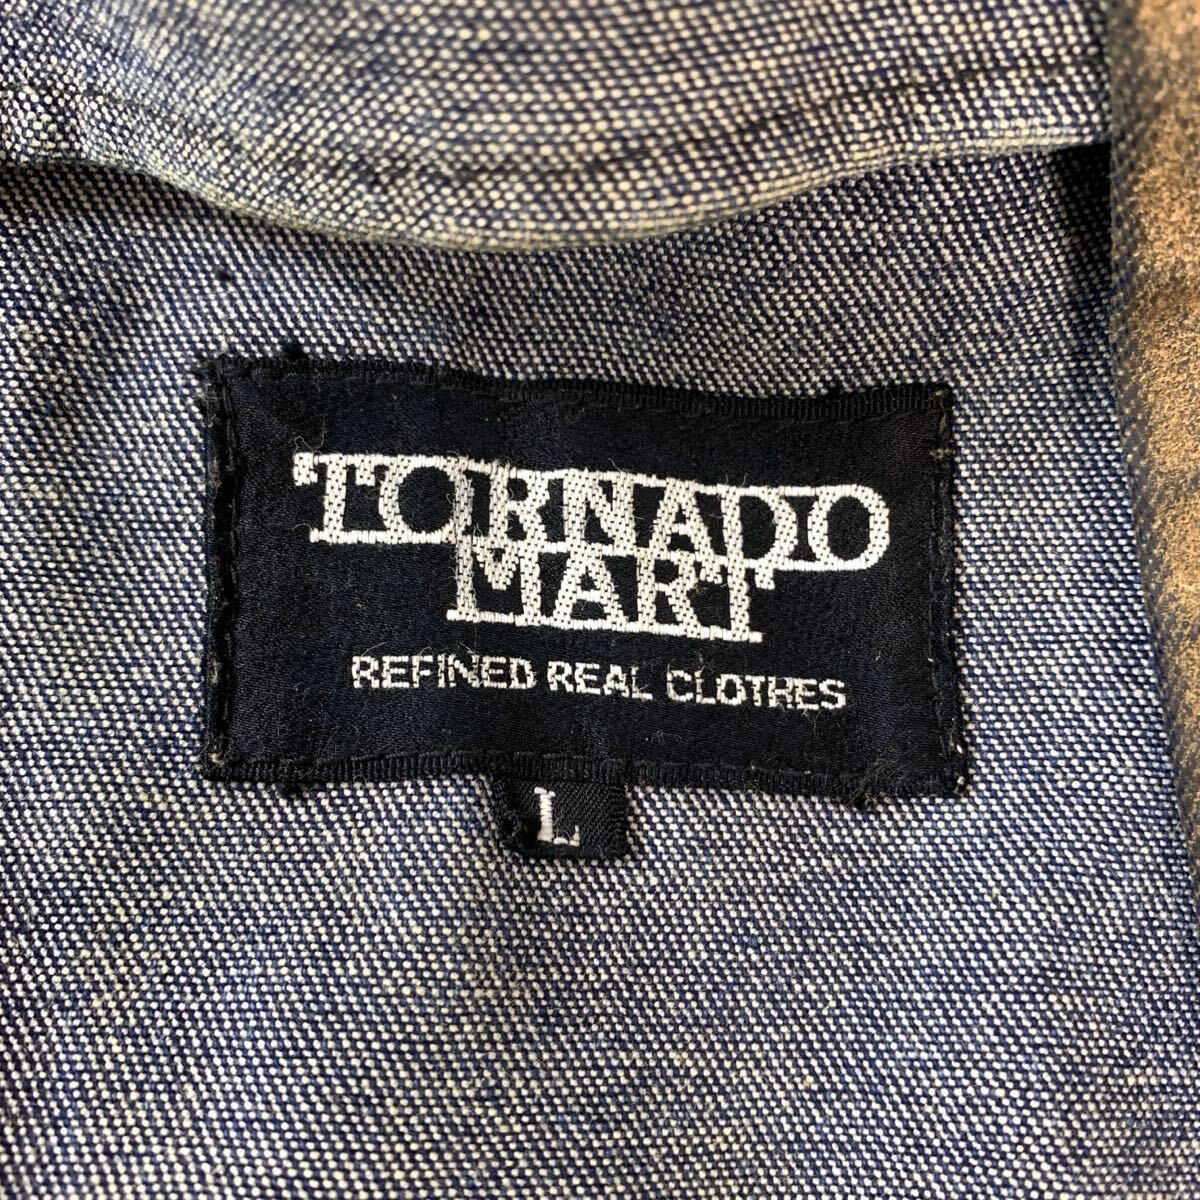 TORNADO
MART
REFINED REAL CLOTHES
L